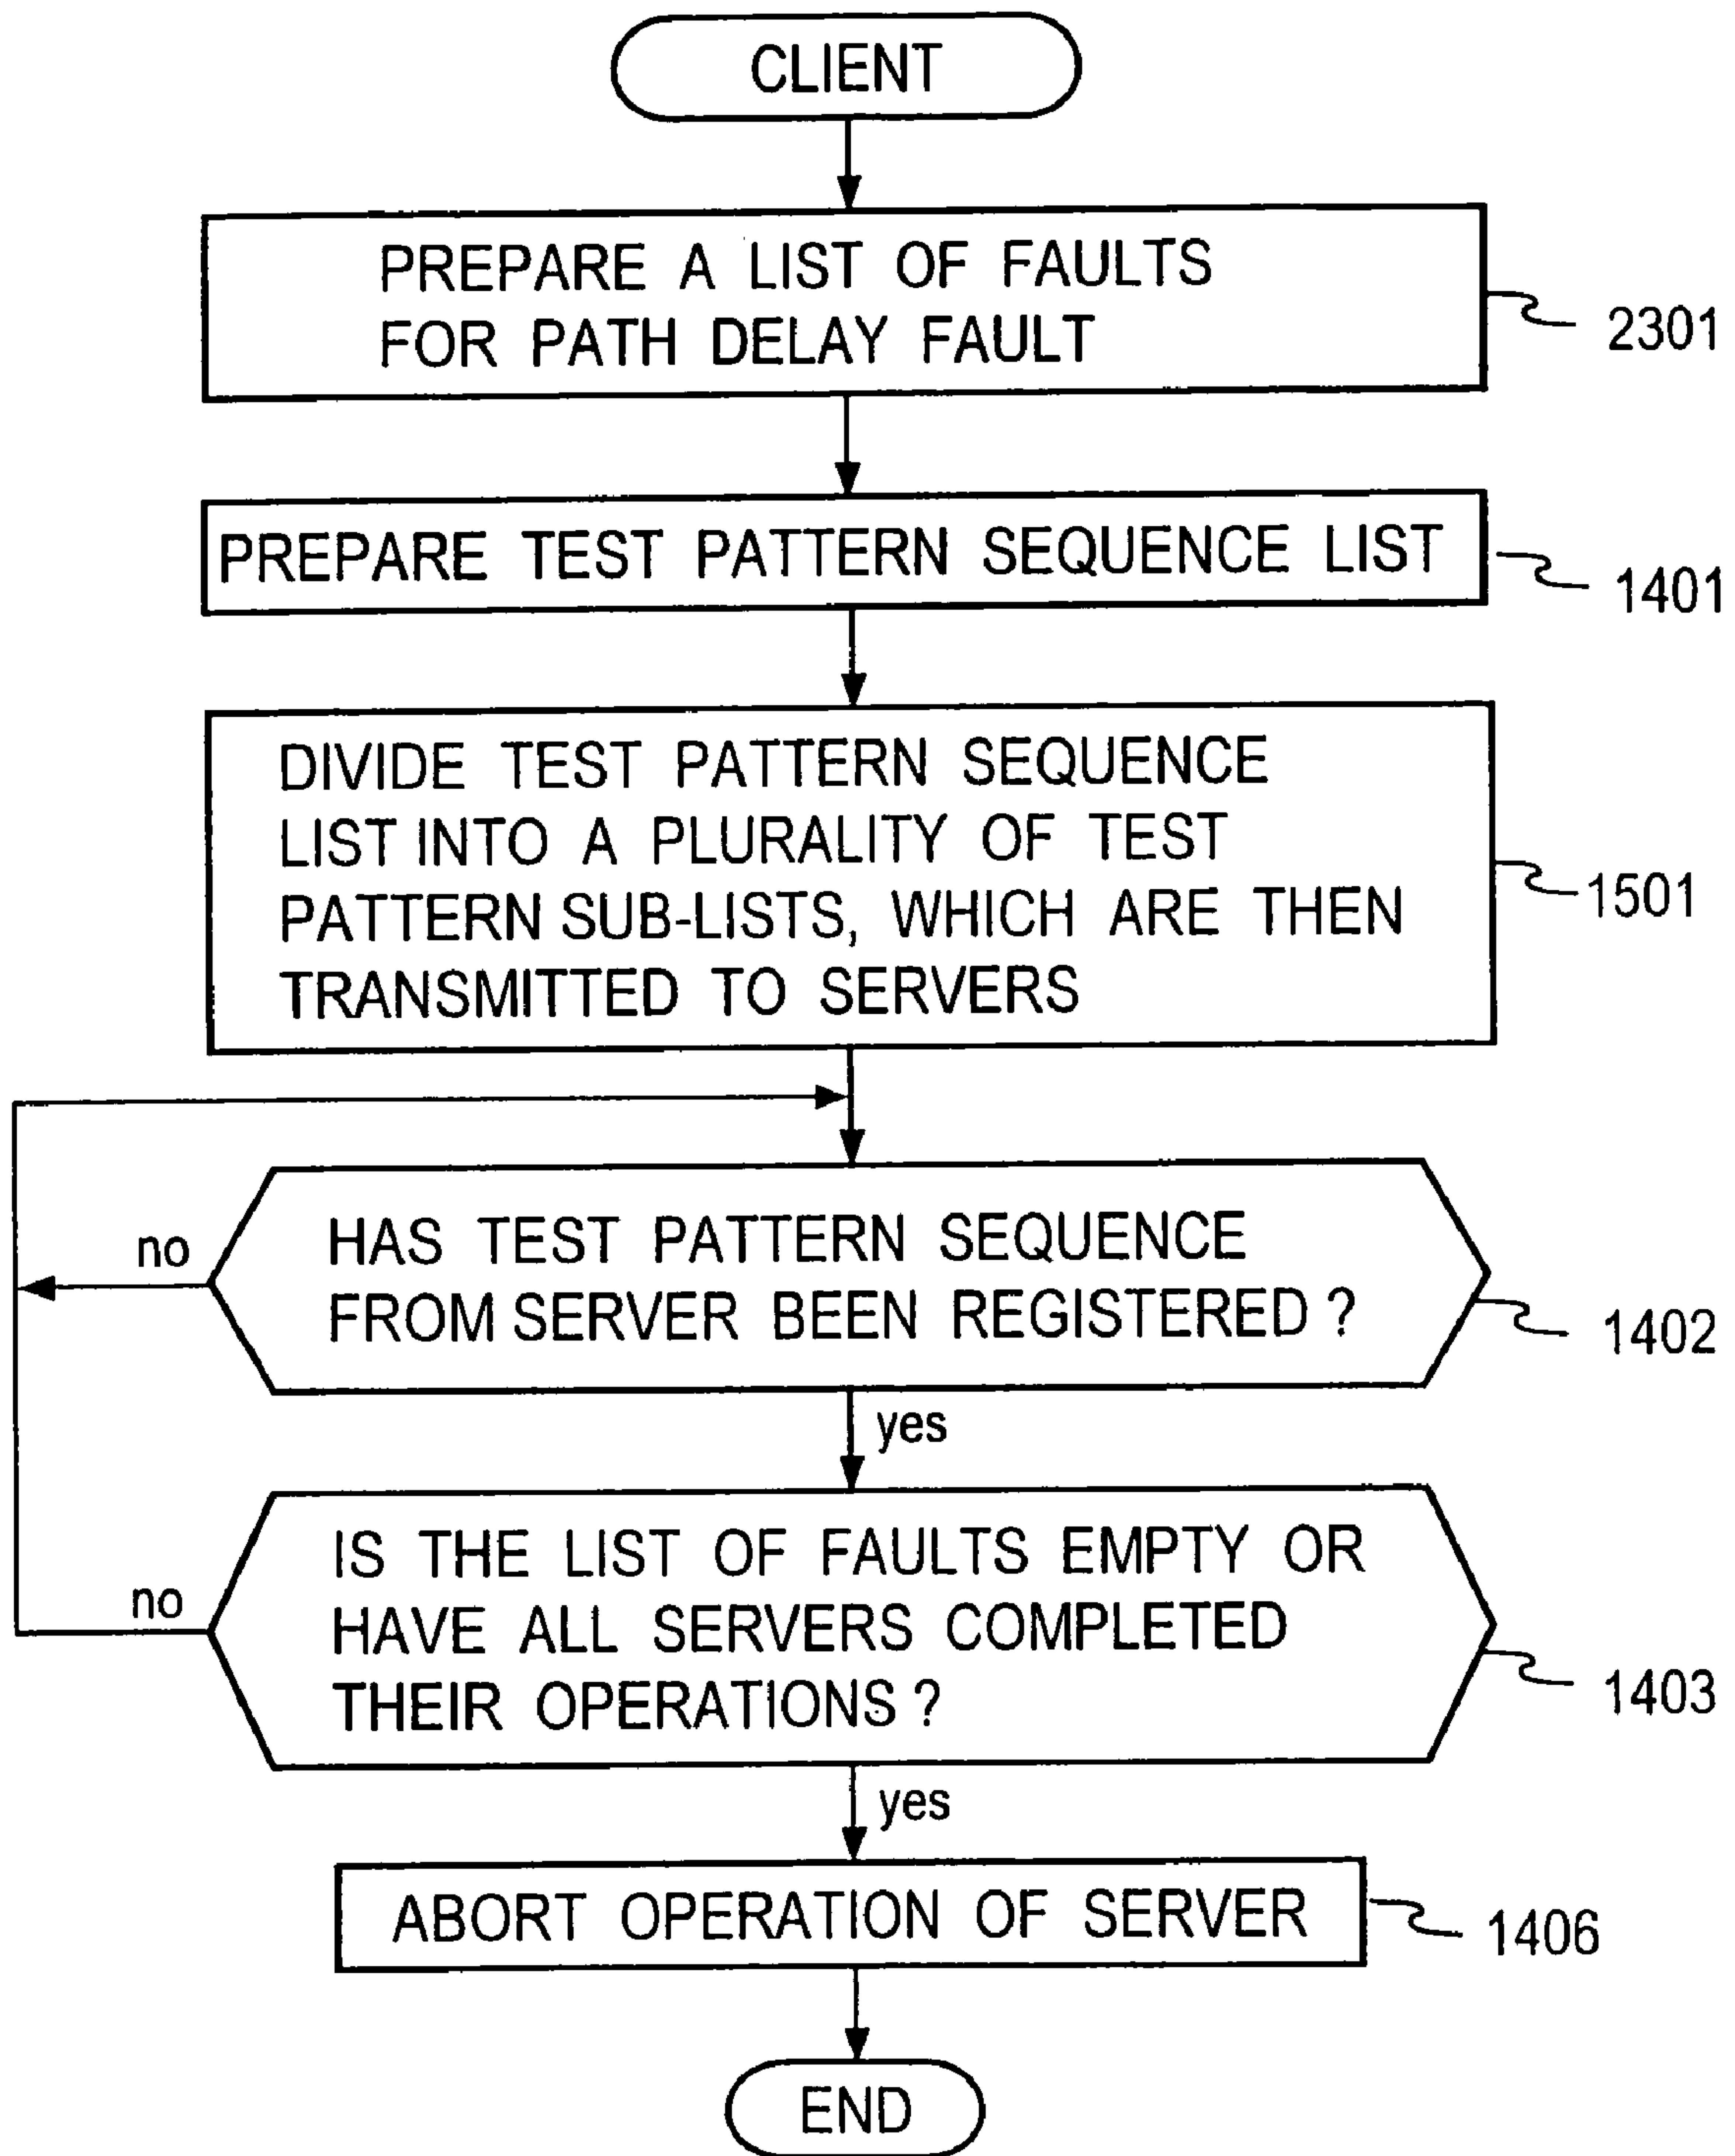 CLIENT
PREPARE A LIST OF FAULTS
FOR PATH DELAY FAULT
2301
PREPARE TEST PATTERN SEQUENCE LIST
1401
DIVIDE TEST PATTERN SEQUENCE
LIST INTO A PLURALITY OF TEST
PATTERN SUB-LISTS, WHICH ARE THEN
TRANSMITTED TO SERVERS
1501
no
HAS TEST PATTERN SEQUENCE
FROM SERVER BEEN REGISTERED ?
1402
yes
no
IS THE LIST OF FAULTS EMPTY OR
HAVE ALL SERVERS COMPLETED
THEIR OPERATIONS ?
1403
yes
ABORT OPERATION OF SERVER
1406
END